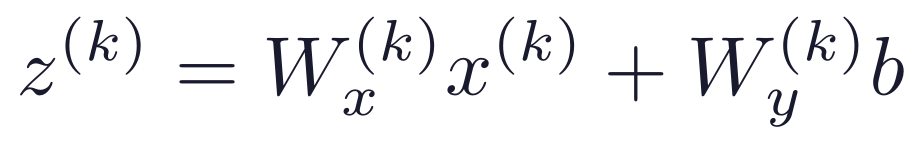 z^{(k)} = W_x^{(k)} x^{(k)} + W_y^{(k)} b